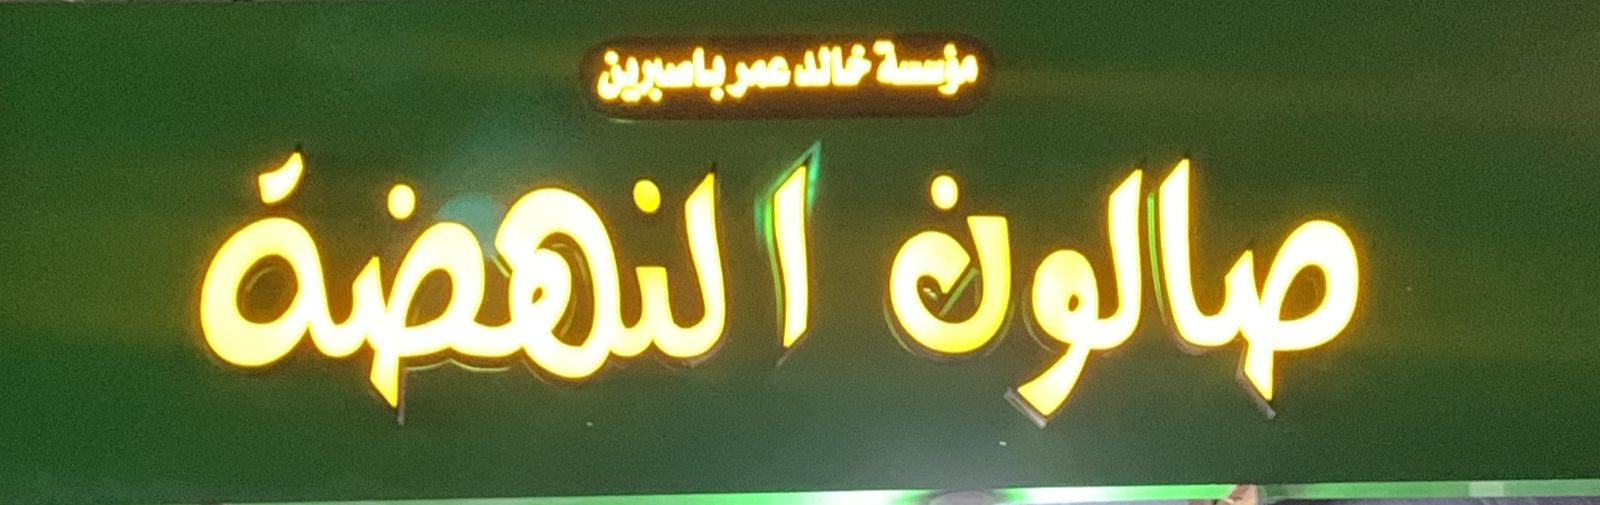 مؤسسة خالد عمر باصبرين
صالون النهضة